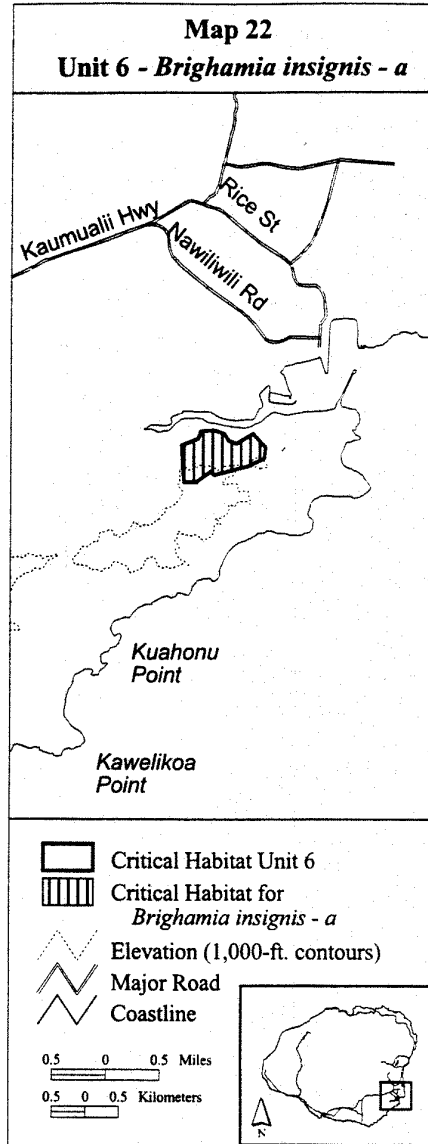 Map 22
Unit 6 - Brighamia insignis - a
Rice St
Kaumualii Hwy
Nawiliwili Rd
Kuahonu
Point
Kawelikoa
Point
Critical Habitat Unit 6
Critical Habitat for
Brighamia insignis - a
Elevation (1,000-ft. contours)
Major Road
Coastline
0.5 0 0.5 Miles
0.5 0 0.5 Kilometers
N